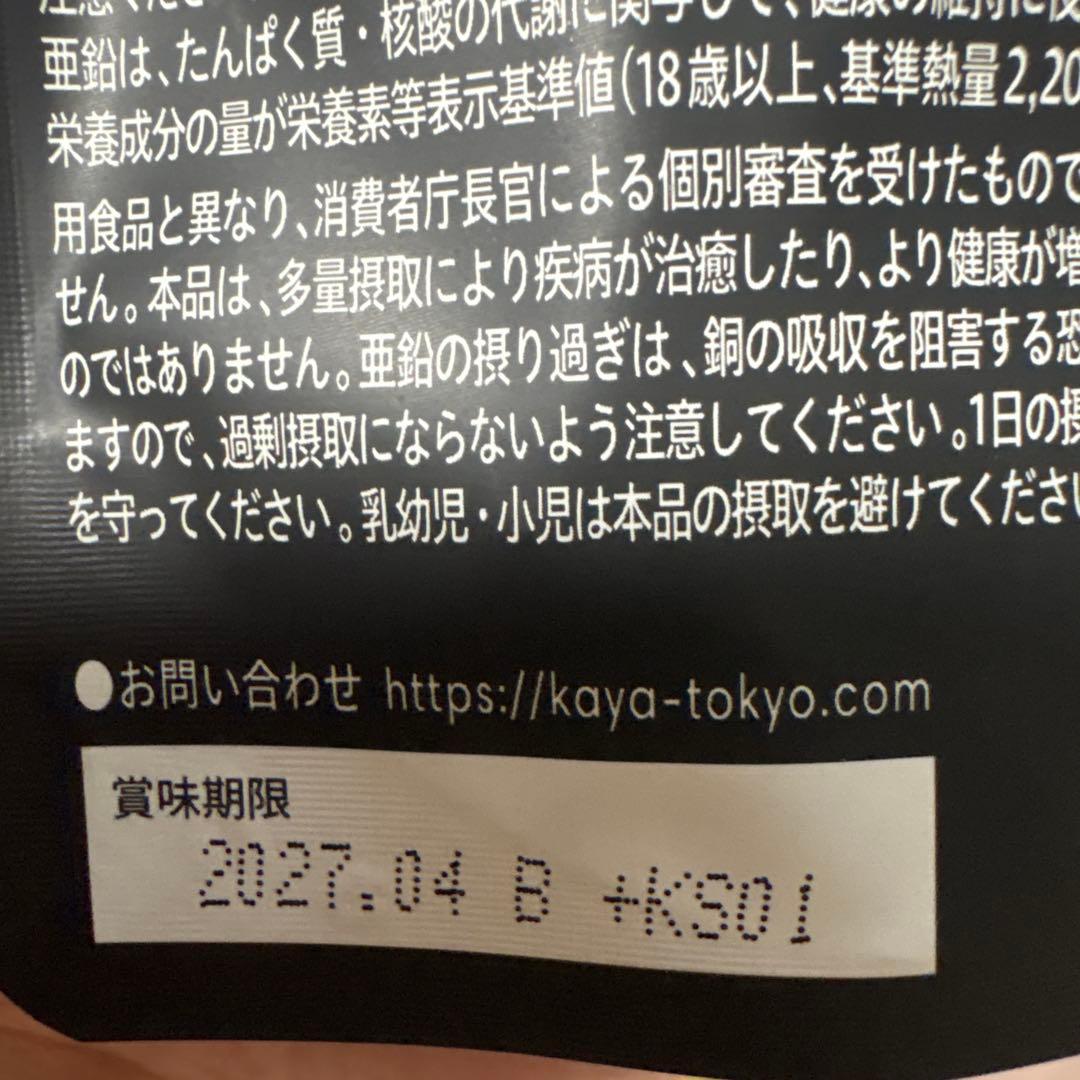 亜鉛は、たんぱく質・核酸の代謝に関与して、健康の維持に
栄養成分の量が栄養素等表示基準値(18歳以上、基準熱量2,20
用食品と異なり、消費者庁長官による個別審査を受けたもので
せん。本品は、多量摂取により疾病が治癒したり、より健康が増
のではありません。亜鉛の摂り過ぎは、銅の吸収を阻害する恐
ますので、過剰摂取にならないよう注意してください。1日の摂
を守ってください。乳幼児・小児は本品の摂取を避けてください
●お問い合わせ https://kaya-tokyo.com
賞味期限
2027.04 B +KS01